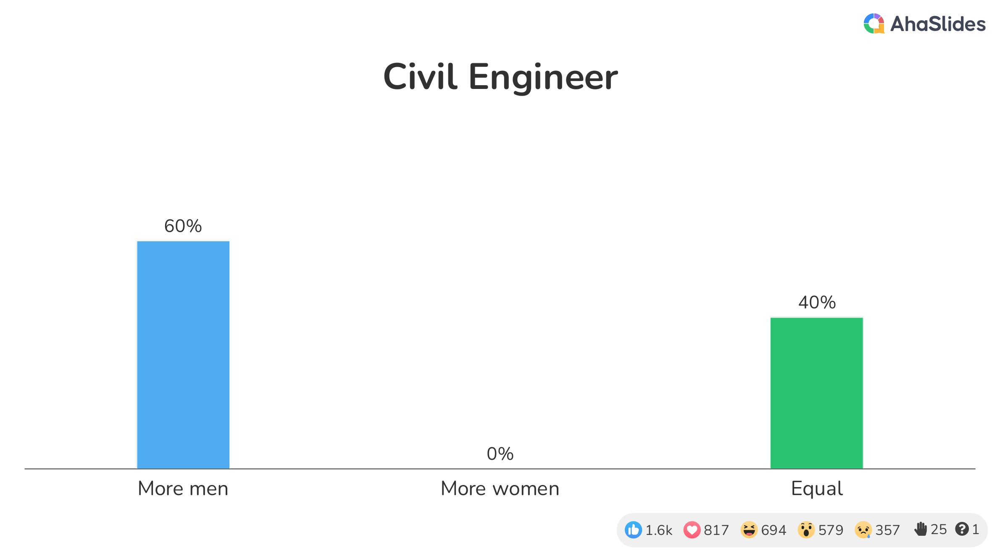 AhaSlides
Civil Engineer
60%
0%
40%
More men
More women
Equal
1.6k 817 694 579 357 25 ? 1